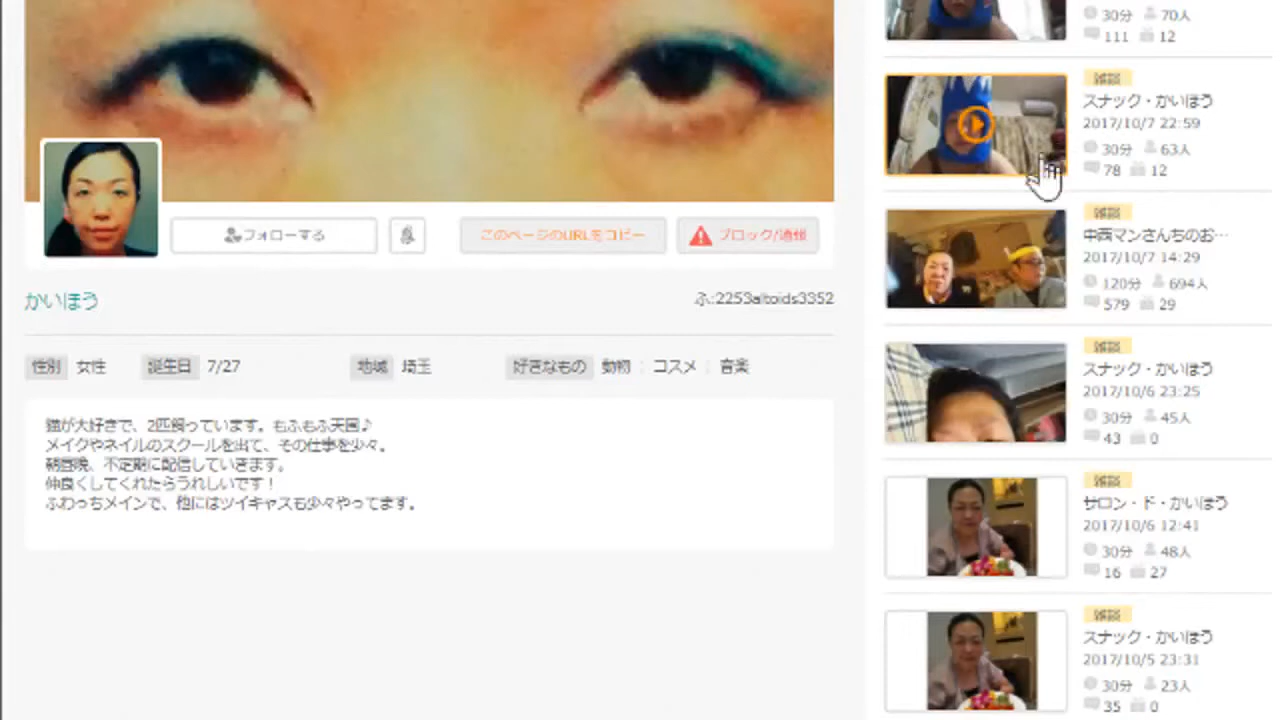 フォローする
このページのURLをコピー
ブロック/通報
かいほう
ふ:2253altoids3352
性別 女性 誕生日 7/27 地域 埼玉 好きなもの 動物 : コスメ : 音楽
猫が大好きで、2匹飼っています。もふもふ天国♪
メイクやネイルのスクールを出て、その仕事を少々。
朝昼晩、不定期に配信していきます。
仲良くしてくれたらうれしいです！
ふわっちメインで、他にはツイキャスも少々やってます。
30分 70人
111 12
雑談
スナック・かいほう
2017/10/7 22:59
30分 63人
78 12
雑談
中西マンさんちのお…
2017/10/7 14:29
120分 694人
579 29
雑談
スナック・かいほう
2017/10/6 23:25
30分 45人
43 0
雑談
サロン・ド・かいほう
2017/10/6 12:41
30分 48人
16 27
雑談
スナック・かいほう
2017/10/5 23:31
30分 23人
35 0